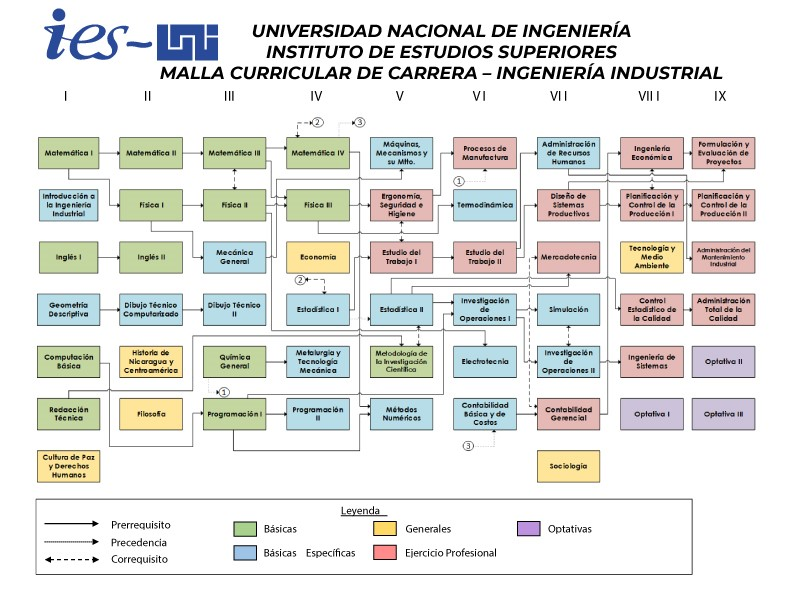 ies~UNI
UNIVERSIDAD NACIONAL DE INGENIERÍA
INSTITUTO DE ESTUDIOS SUPERIORES
MALLA CURRICULAR DE CARRERA – INGENIERÍA INDUSTRIAL
I II III IV V VI VII VIII IX
2 3
Matemática I
Matemática II
Matemática III
Matemática IV
Máquinas,
Mecanismos y
su Mtto.
Procesos de
Manufactura
Administración
de Recursos
Humanos
Ingeniería
Económica
Formulación y
Evaluación de
Proyectos
1
Introducción a
la Ingeniería
Industrial
Física I
Física II
Física III
Ergonomía,
Seguridad e
Higiene
Termodinámica
Diseño de
Sistemas
Productivos
Planificación y
Control de la
Producción I
Planificación y
Control de la
Producción II
Inglés I
Inglés II
Mecánica
General
Economía
Estudio del
Trabajo I
Estudio del
Trabajo II
Mercadotecnia
Tecnología y
Medio
Ambiente
Administración del
Mantenimiento
Industrial
2
Geometría
Descriptiva
Dibujo Técnico
Computarizado
Dibujo Técnico
II
Estadística I
Estadística II
Investigación
de
Operaciones I
Simulación
Control
Estadístico de
la Calidad
Administración
Total de la
Calidad
Computación
Básica
Historia de
Nicaragua y
Centroamérica
Química
General
Metalurgia y
Tecnología
Mecánica
Metodología de
la Investigación
Científica
Electrotecnia
Investigación
de
Operaciones II
Ingeniería de
Sistemas
Optativa II
1
Redacción
Técnica
Filosofía
Programación I
Programación
II
Métodos
Numéricos
Contabilidad
Básica y de
Costos
Contabilidad
Gerencial
Optativa I
Optativa III
3
Cultura de Paz
y Derechos
Humanos
Sociología
Leyenda
Prerrequisito
Precedencia
Correquisito
Básicas
Generales
Optativas
Básicas Específicas
Ejercicio Profesional